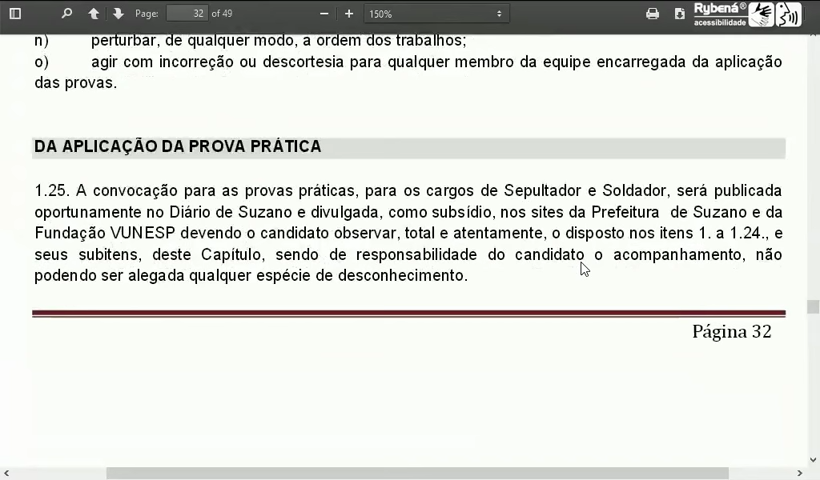 Page: 32 of 49 150% Rybená®
acessibilidade
n) perturbar, de qualquer modo, a ordem dos trabalhos;
o) agir com incorreção ou descortesia para qualquer membro da equipe encarregada da aplicação
das provas.
DA APLICAÇÃO DA PROVA PRÁTICA
1.25. A convocação para as provas práticas, para os cargos de Sepultador e Soldador, será publicada
oportunamente no Diário de Suzano e divulgada, como subsídio, nos sites da Prefeitura de Suzano e da
Fundação VUNESP devendo o candidato observar, total e atentamente, o disposto nos itens 1. a 1.24., e
seus subitens, deste Capítulo, sendo de responsabilidade do candidato o acompanhamento, não
podendo ser alegada qualquer espécie de desconhecimento.
Página 32